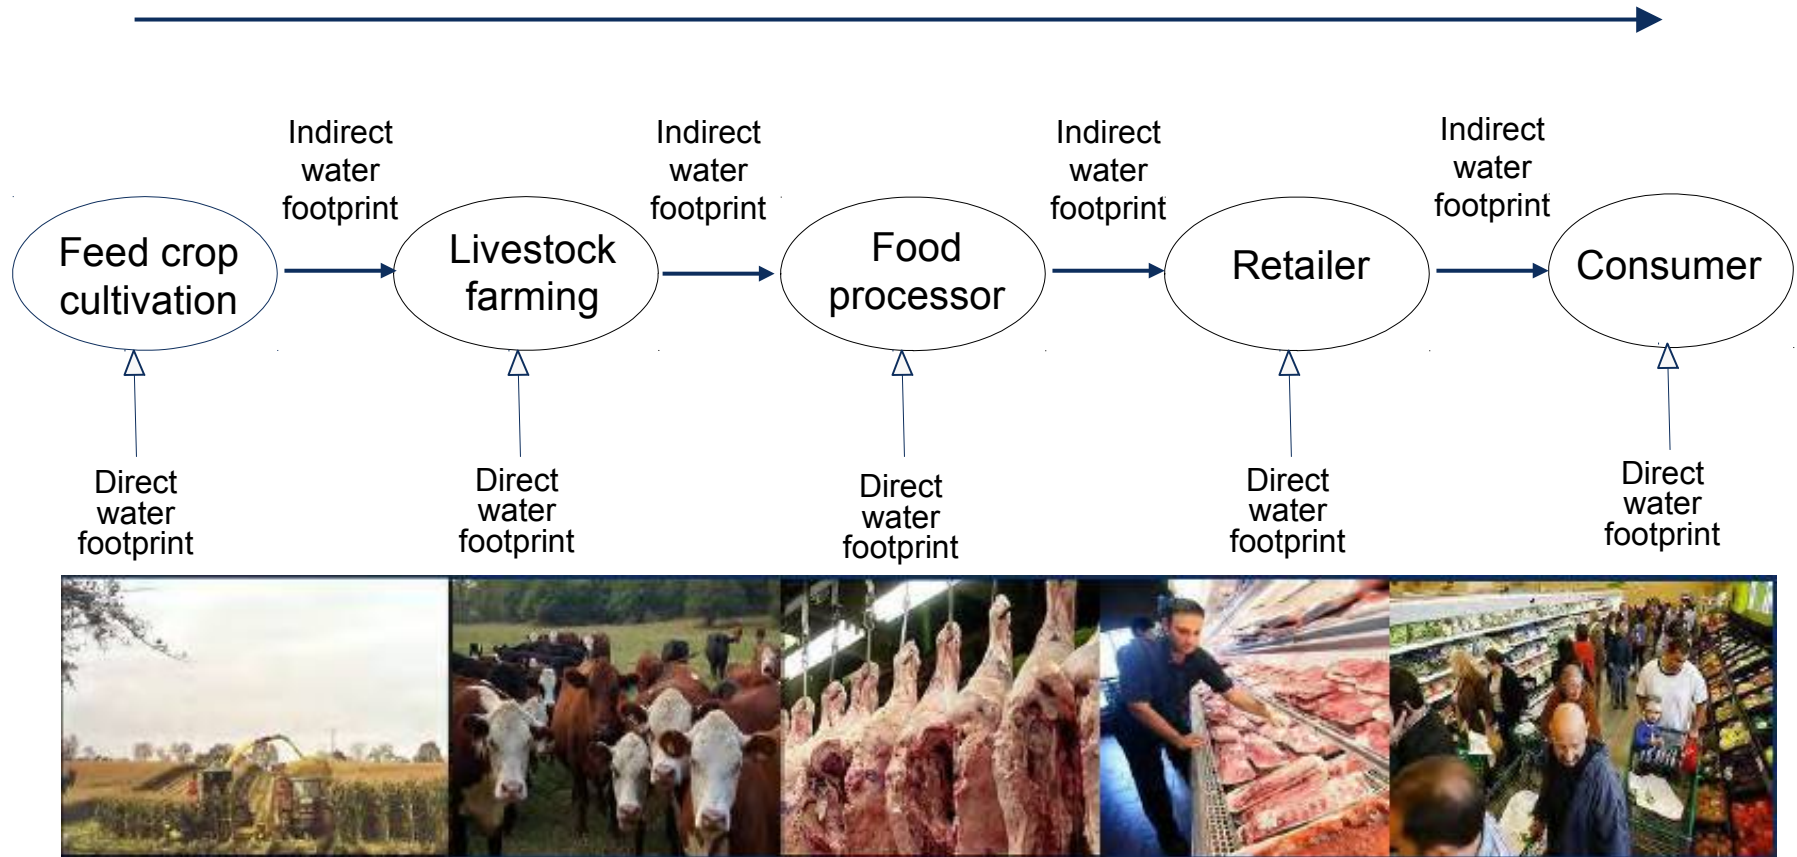 Indirect
water
footprint
Indirect
water
footprint
Indirect
water
footprint
Indirect
water
footprint
Feed crop
cultivation
Livestock
farming
Food
processor
Retailer
Consumer
Direct
water
footprint
Direct
water
footprint
Direct
water
footprint
Direct
water
footprint
Direct
water
footprint